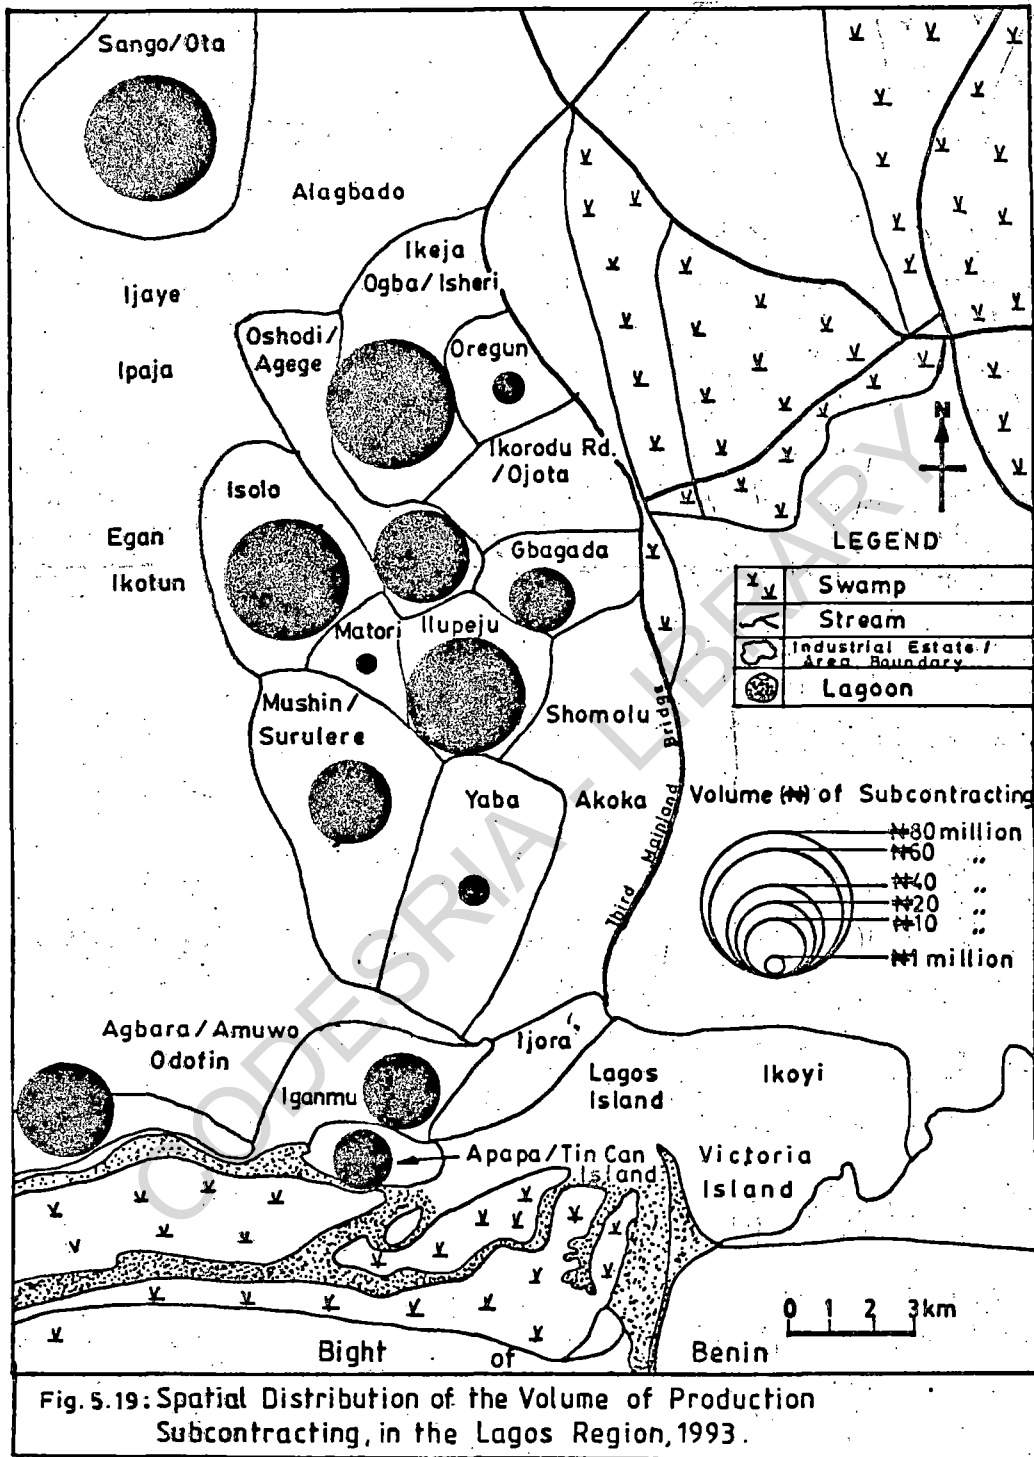 Sango/Ota
Alagbado
Ikeja
Ogba/Isheri
Ijaye
Oshodi/
Agege
Oregun
Ipaja
N
Ikorodu Rd.
/Ojota
Isolo
Egan
Gbagada
LEGEND
Ikotun
Swamp
Stream
Matori
Ilupeju
Industrial Estate/
Area Boundary
Lagoon
Mushin/
Surulere
Shomolu
Third Mainland Bridge
Yaba
Akoka
Volume (₦) of Subcontracting
₦80 million
₦60 „
₦40 „
₦20 „
₦10 „
₦1 million
Agbara/Amuwo
Odofin
Ijora
Iganmu
Lagos
Island
Ikoyi
Apapa/Tin Can
Island
Victoria
Island
0 1 2 3km
Bight of Benin
Fig. 5.19: Spatial Distribution of the Volume of Production
Subcontracting, in the Lagos Region, 1993.
CODESRIA - LIBRARY